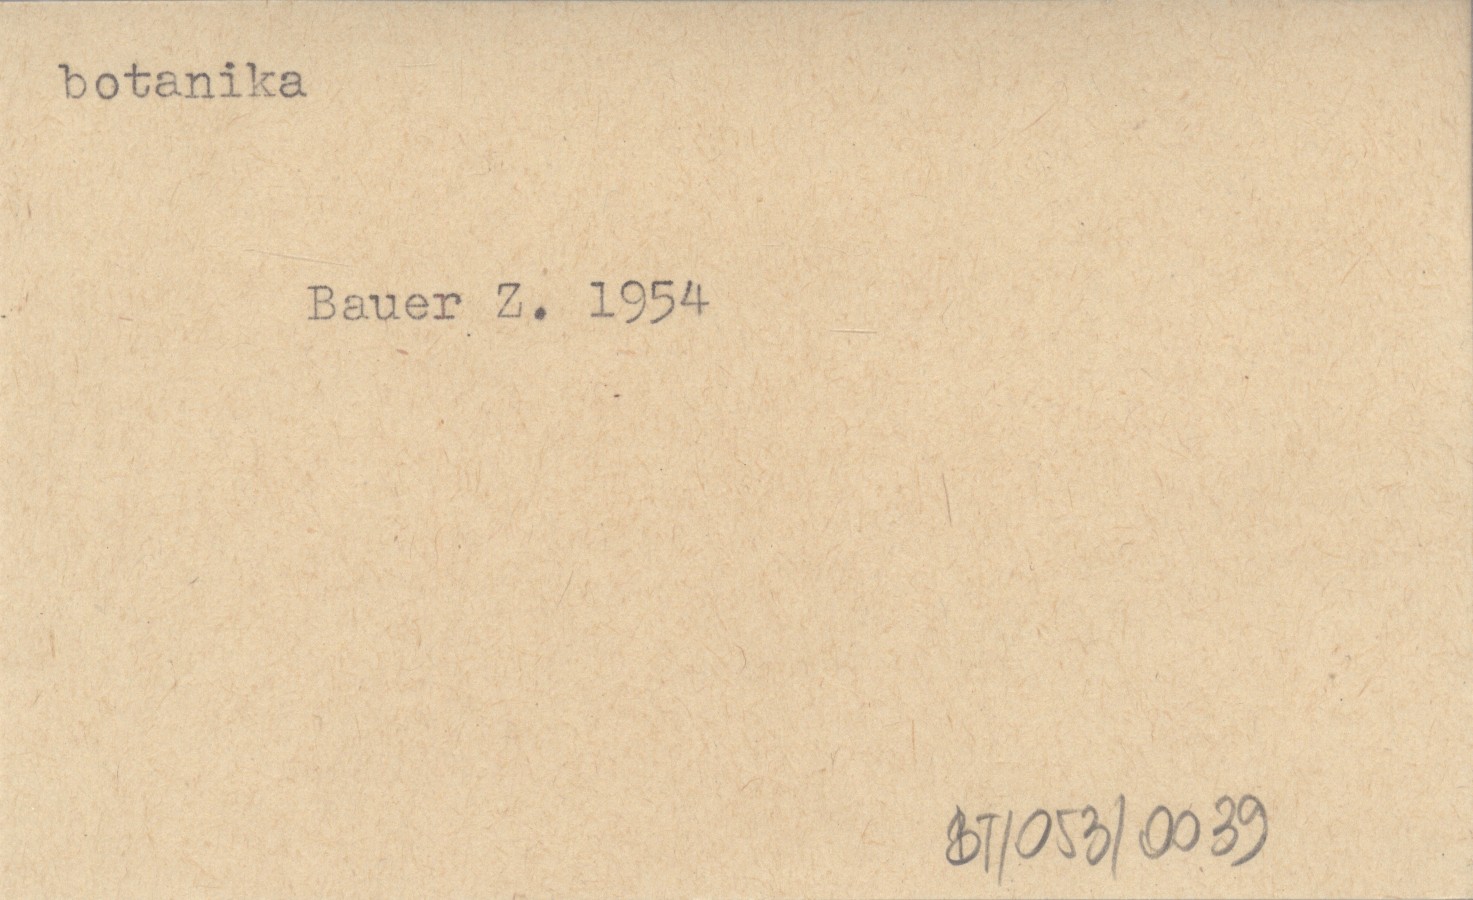 botanika
Bauer Z. 1954
BT/053/0039